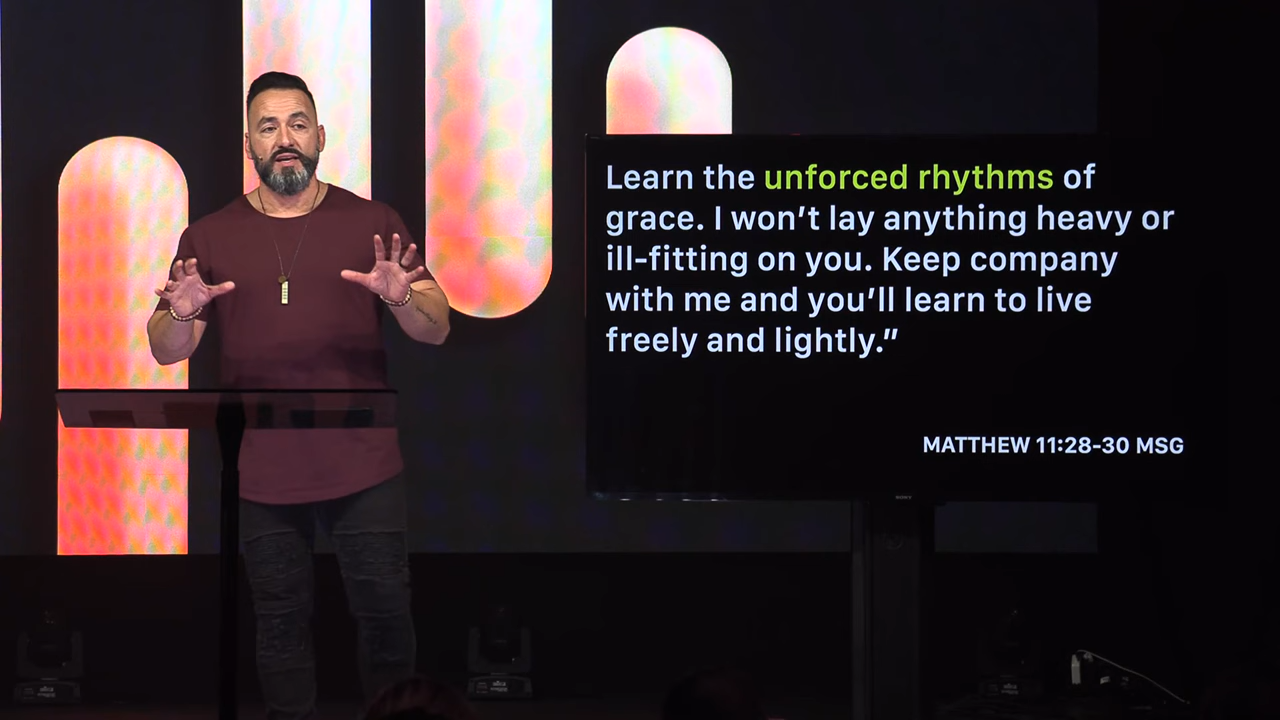 Learn the unforced rhythms of
grace. I won’t lay anything heavy or
ill-fitting on you. Keep company
with me and you’ll learn to live
freely and lightly.”
MATTHEW 11:28-30 MSG
SONY